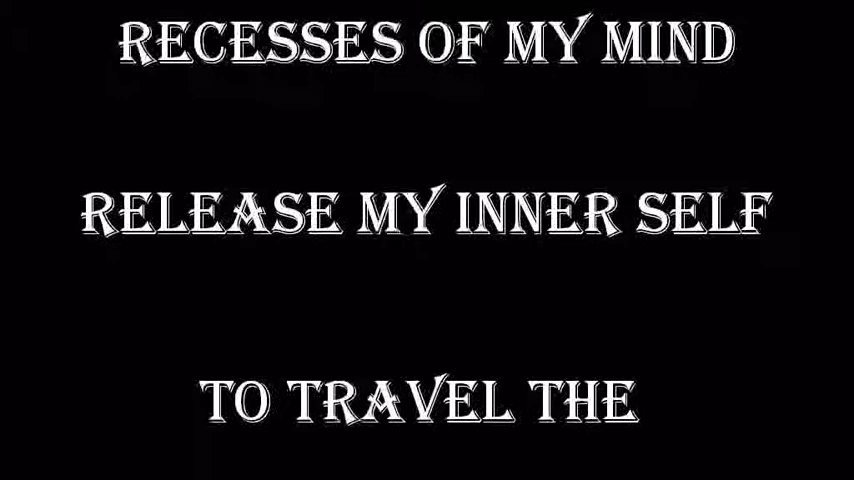 RECESSES OF MY MIND
RELEASE MY INNER SELF
TO TRAVEL THE